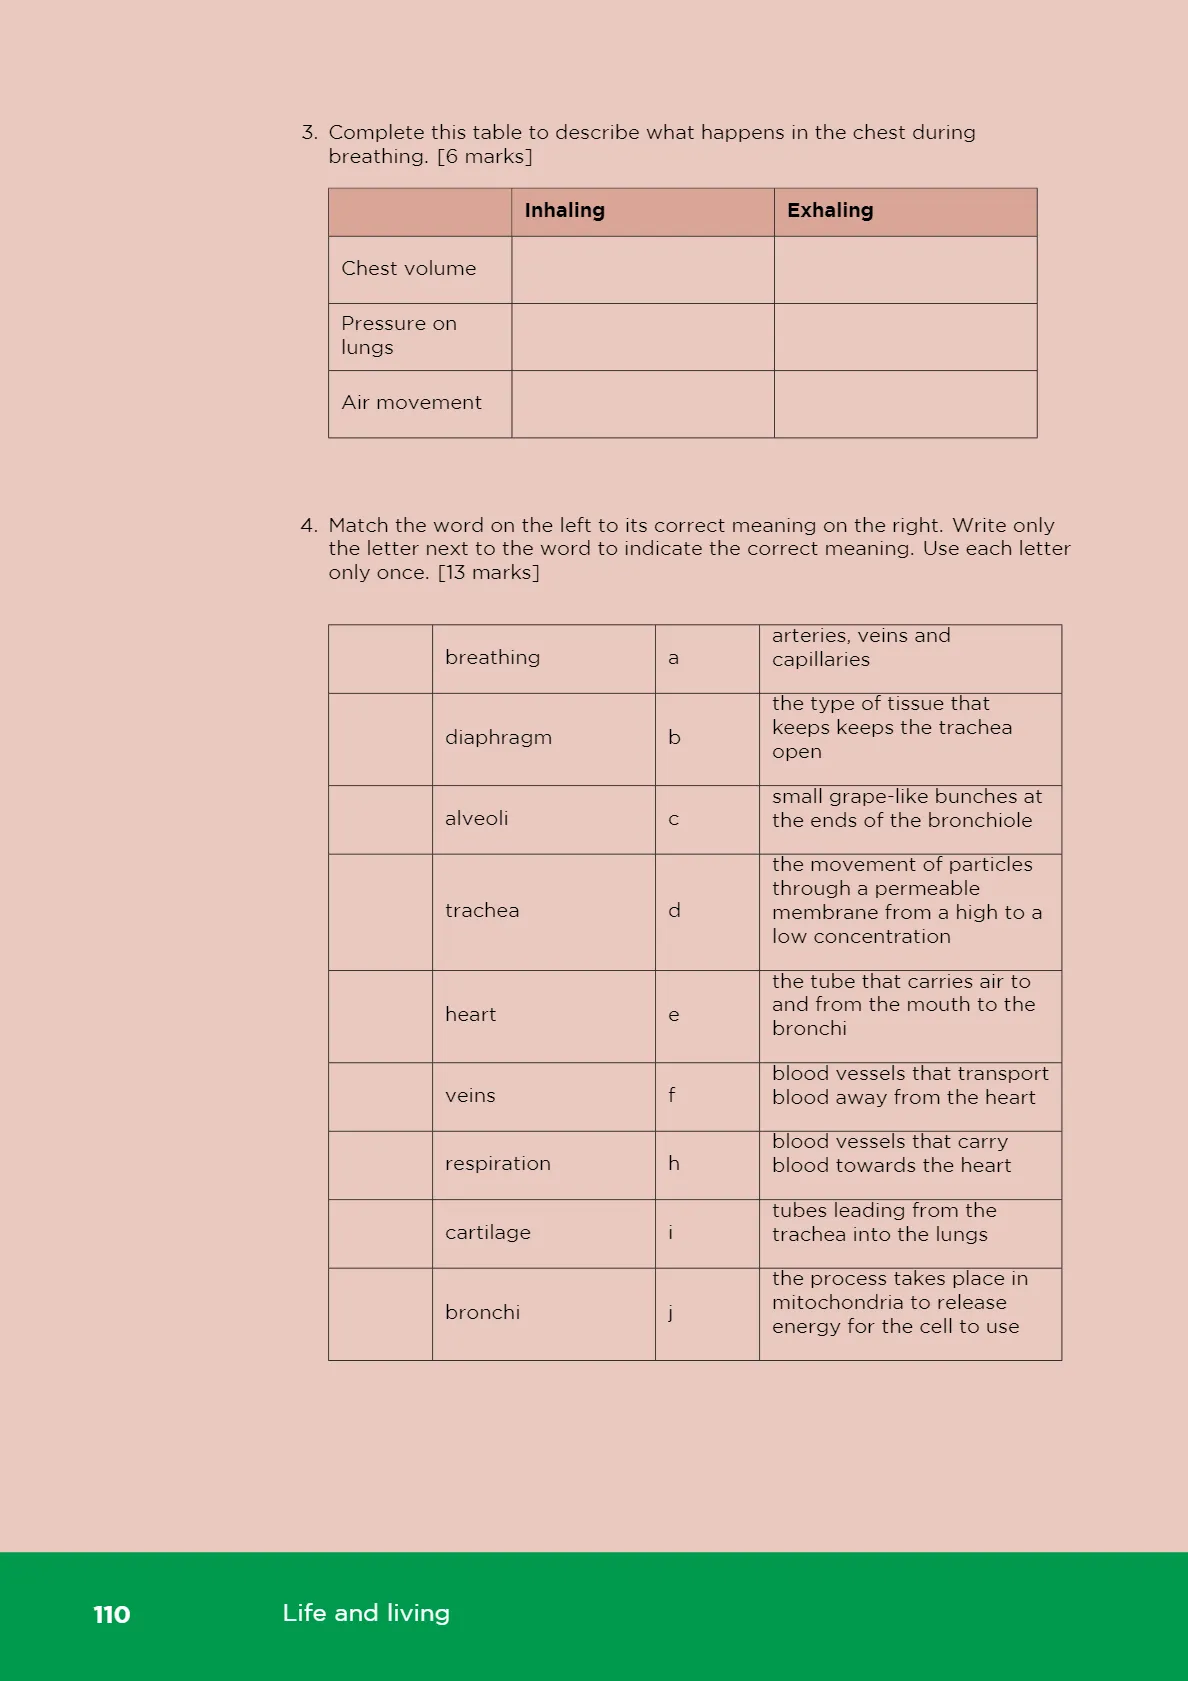 3. Complete this table to describe what happens in the chest during
breathing. [6 marks]
Inhaling Exhaling
Chest volume
Pressure on
lungs
Air movement
4. Match the word on the left to its correct meaning on the right. Write only
the letter next to the word to indicate the correct meaning. Use each letter
only once. [13 marks]
breathing a arteries, veins and
capillaries
diaphragm b the type of tissue that
keeps keeps the trachea
open
alveoli c small grape-like bunches at
the ends of the bronchiole
trachea d the movement of particles
through a permeable
membrane from a high to a
low concentration
heart e the tube that carries air to
and from the mouth to the
bronchi
veins f blood vessels that transport
blood away from the heart
respiration h blood vessels that carry
blood towards the heart
cartilage i tubes leading from the
trachea into the lungs
bronchi j the process takes place in
mitochondria to release
energy for the cell to use
110 Life and living